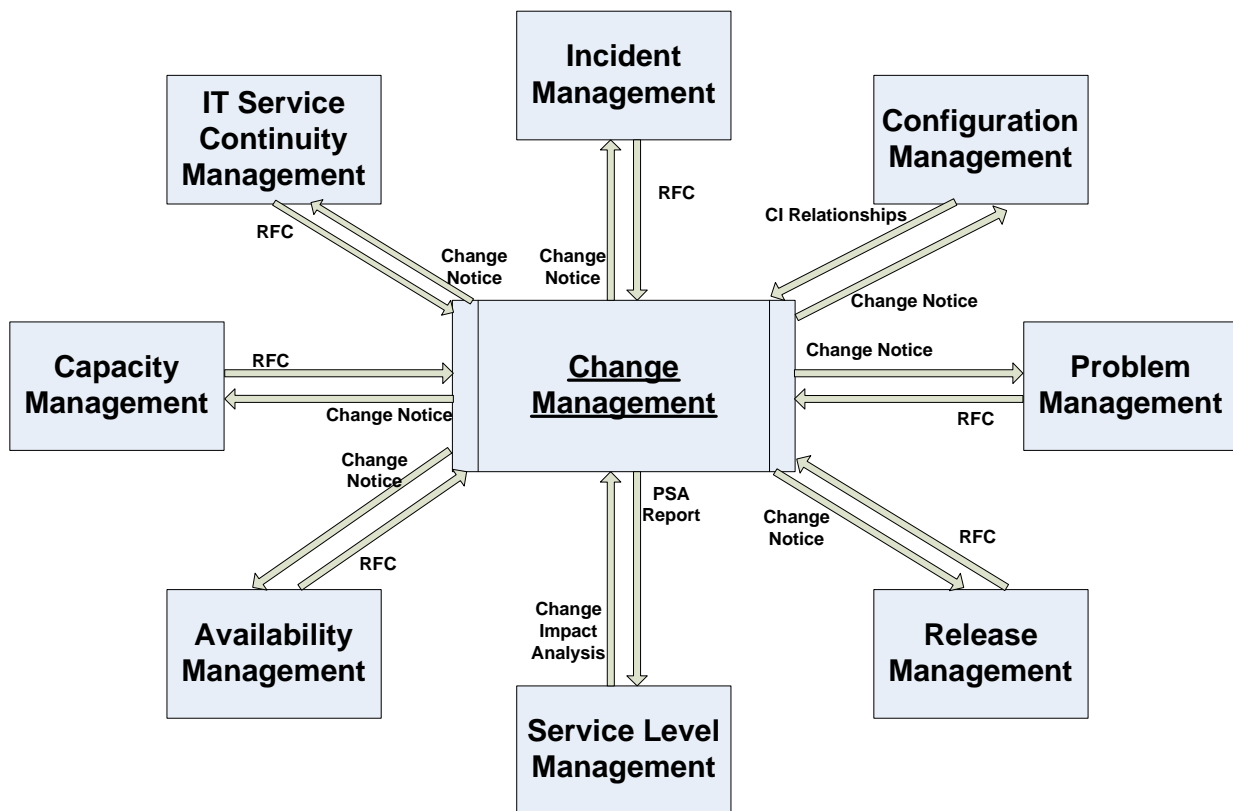 Incident
Management
IT Service
Continuity
Management
Configuration
Management
RFC
CI Relationships
RFC
Change
Notice
Change
Notice
Change Notice
Capacity
Management
RFC
Change Notice
Change
Management
Change Notice
RFC
Problem
Management
Change
Notice
RFC
PSA
Report
Change
Notice
RFC
Change
Impact
Analysis
Availability
Management
Service Level
Management
Release
Management